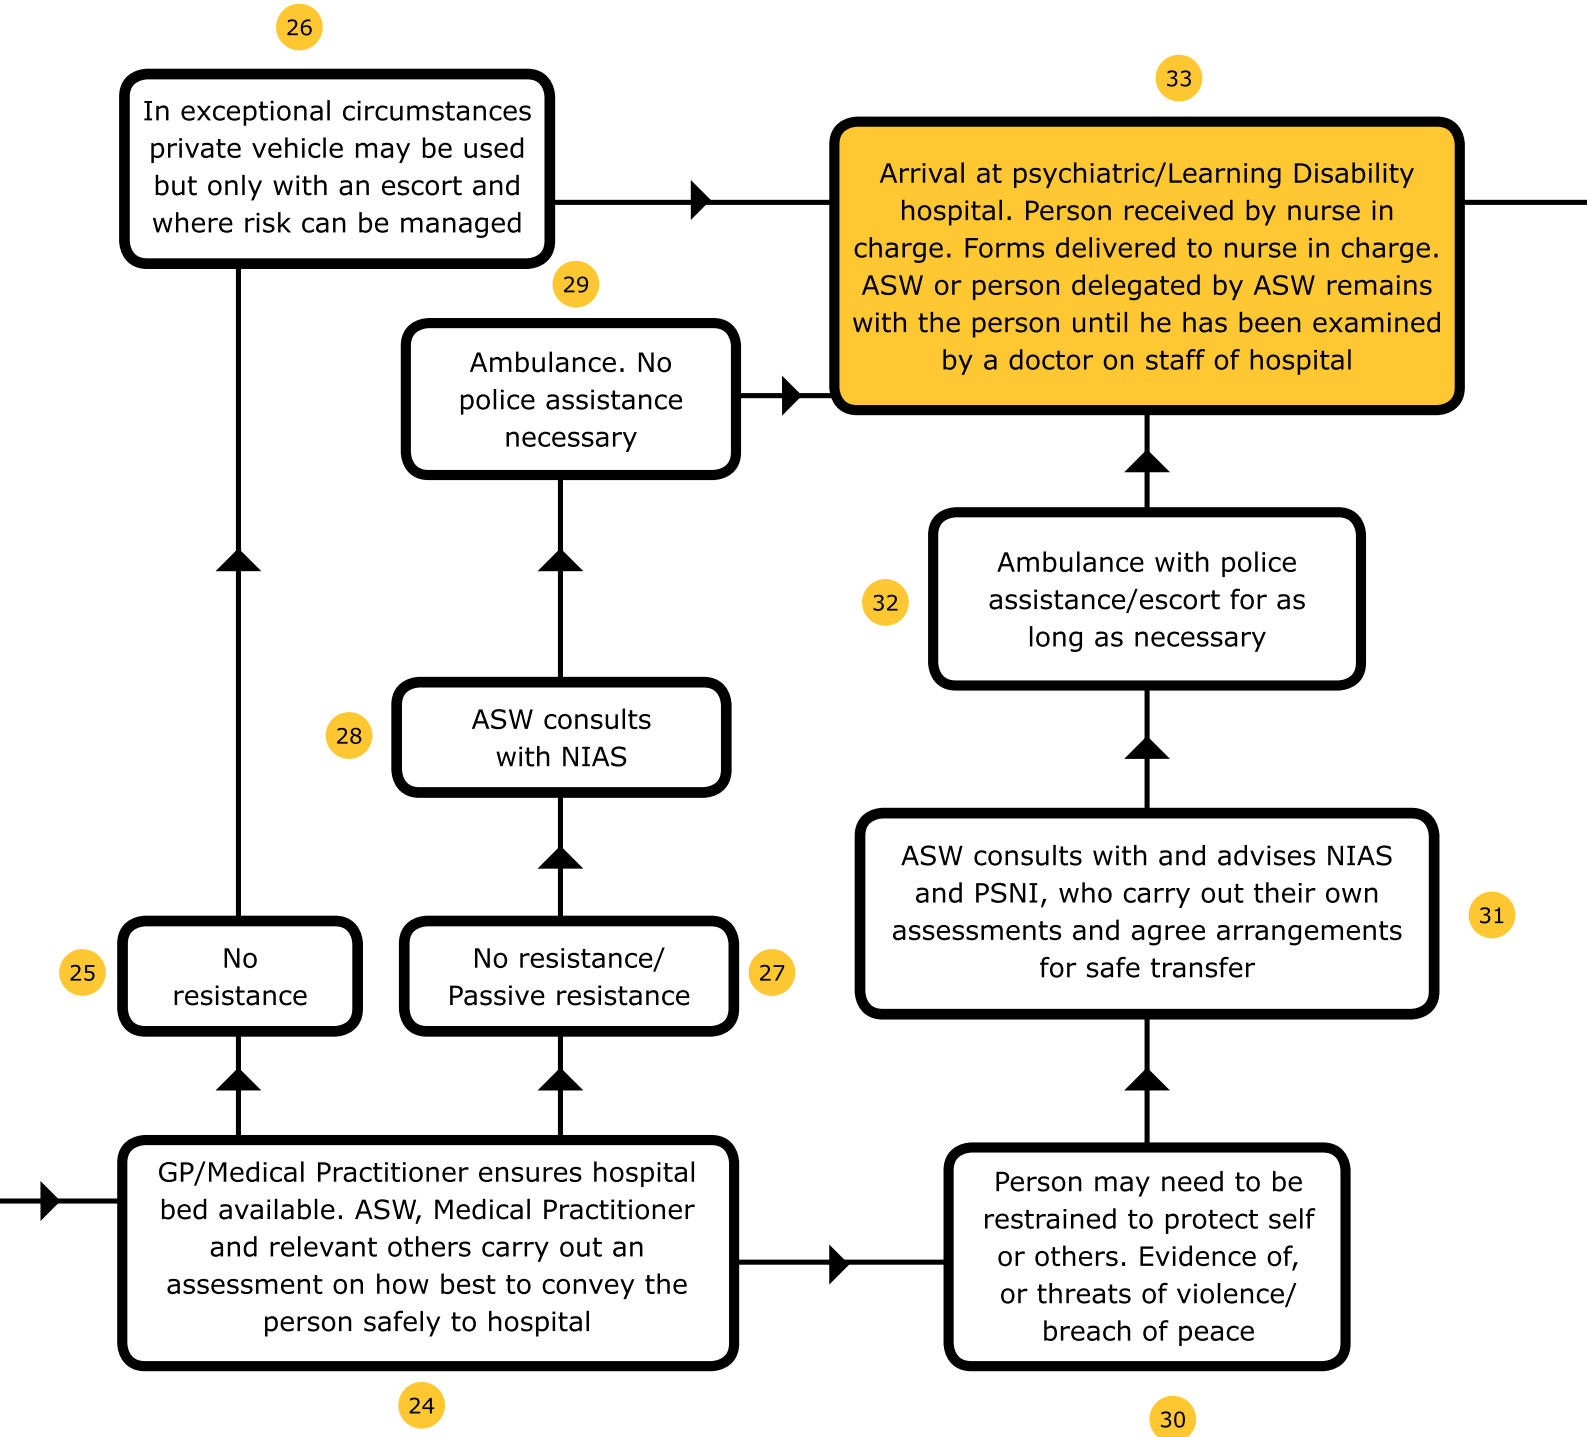 26
In exceptional circumstances
private vehicle may be used
but only with an escort and
where risk can be managed
33
Arrival at psychiatric/Learning Disability
hospital. Person received by nurse in
charge. Forms delivered to nurse in charge.
ASW or person delegated by ASW remains
with the person until he has been examined
by a doctor on staff of hospital
29
Ambulance. No
police assistance
necessary
32
Ambulance with police
assistance/escort for as
long as necessary
28
ASW consults
with NIAS
ASW consults with and advises NIAS
and PSNI, who carry out their own
assessments and agree arrangements
for safe transfer
31
25
No
resistance
No resistance/
Passive resistance
27
GP/Medical Practitioner ensures hospital
bed available. ASW, Medical Practitioner
and relevant others carry out an
assessment on how best to convey the
person safely to hospital
24
Person may need to be
restrained to protect self
or others. Evidence of,
or threats of violence/
breach of peace
30